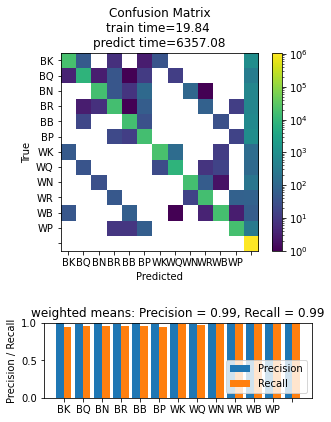 Confusion Matrix
train time=19.84
predict time=6357.08
True
BK
BQ
BN
BR
BB
BP
WK
WQ
WN
WR
WB
WP
BK BQ BN BR BB BP WK WQ WN WR WB WP
Predicted
10^6
10^5
10^4
10^3
10^2
10^1
10^0
weighted means: Precision = 0.99, Recall = 0.99
Precision / Recall
1.0
0.5
0.0
Precision
Recall
BK BQ BN BR BB BP WK WQ WN WR WB WP